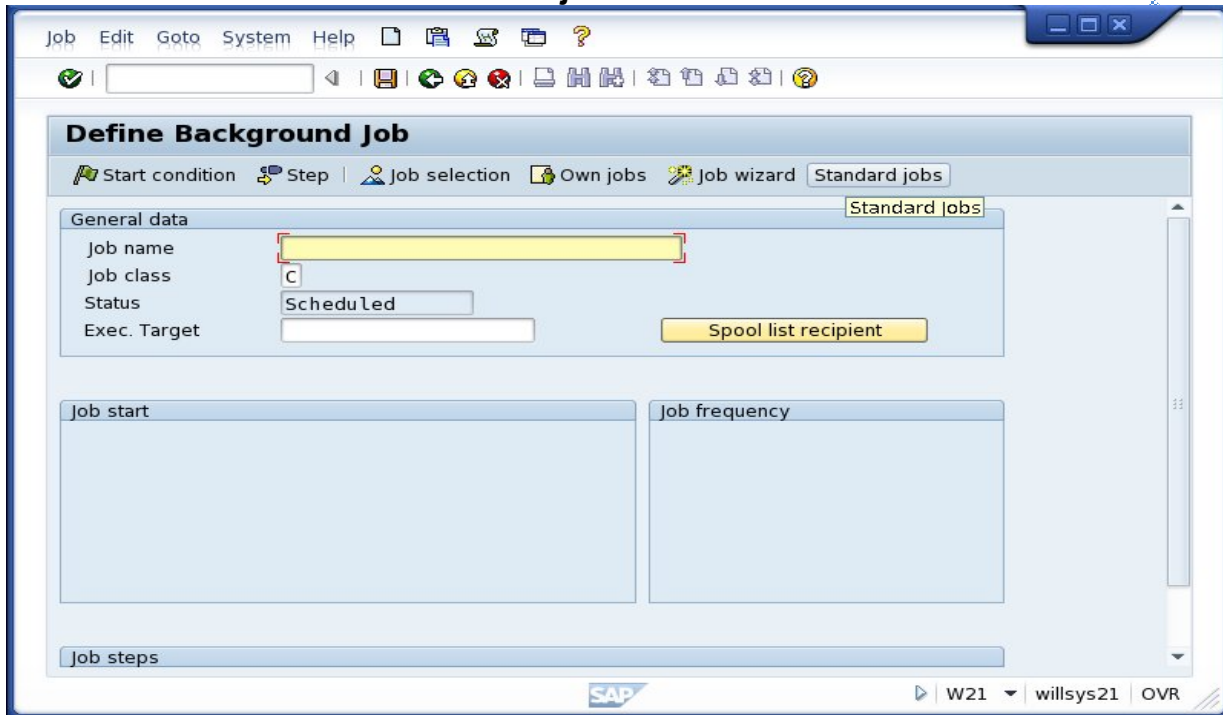 Job Edit Goto System Help
Define Background Job
Start condition Step Job selection Own jobs Job wizard Standard jobs
Standard Jobs
General data
Job name
Job class C
Status Scheduled
Exec. Target Spool list recipient
Job start Job frequency
Job steps
SAP W21 willsys21 OVR